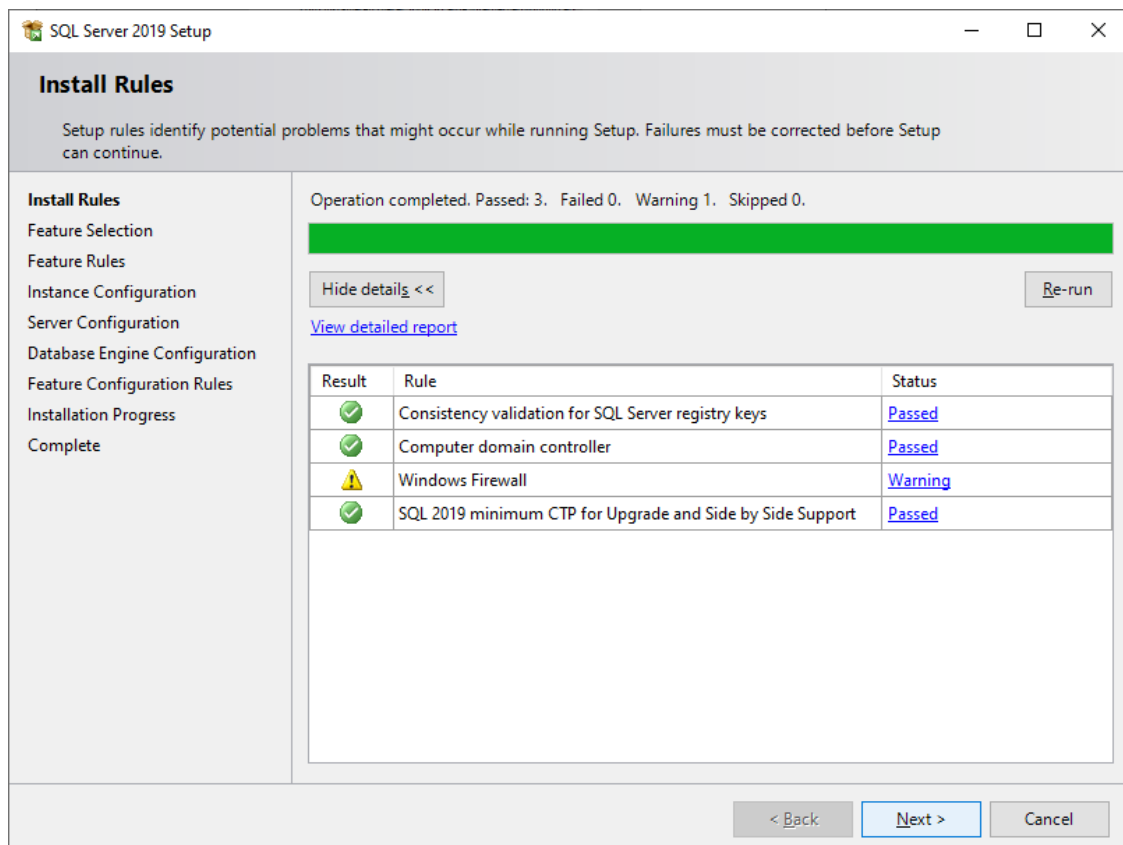 SQL Server 2019 Setup
Install Rules
Setup rules identify potential problems that might occur while running Setup. Failures must be corrected before Setup
can continue.
Install Rules
Feature Selection
Feature Rules
Instance Configuration
Server Configuration
Database Engine Configuration
Feature Configuration Rules
Installation Progress
Complete
Operation completed. Passed: 3. Failed 0. Warning 1. Skipped 0.
Hide details <<
Re-run
View detailed report
Result Rule Status
Consistency validation for SQL Server registry keys Passed
Computer domain controller Passed
Windows Firewall Warning
SQL 2019 minimum CTP for Upgrade and Side by Side Support Passed
< Back Next > Cancel